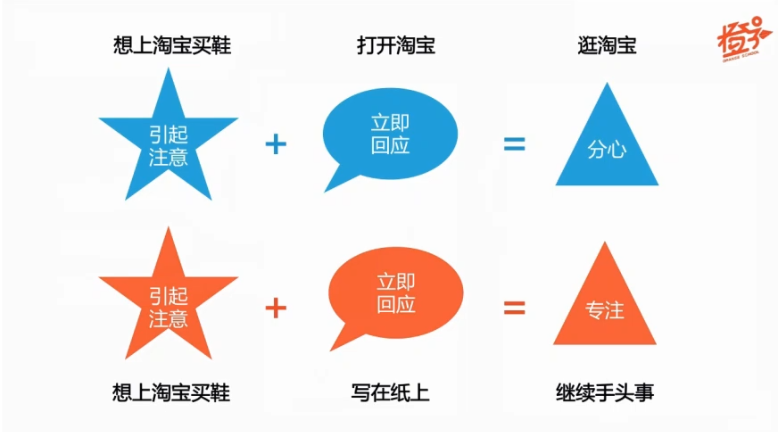 想上淘宝买鞋 打开淘宝 逛淘宝
橙子
ORANGE SCHOOL
引起
注意
+
立即
回应
=
分心
引起
注意
+
立即
回应
=
专注
想上淘宝买鞋 写在纸上 继续手头事